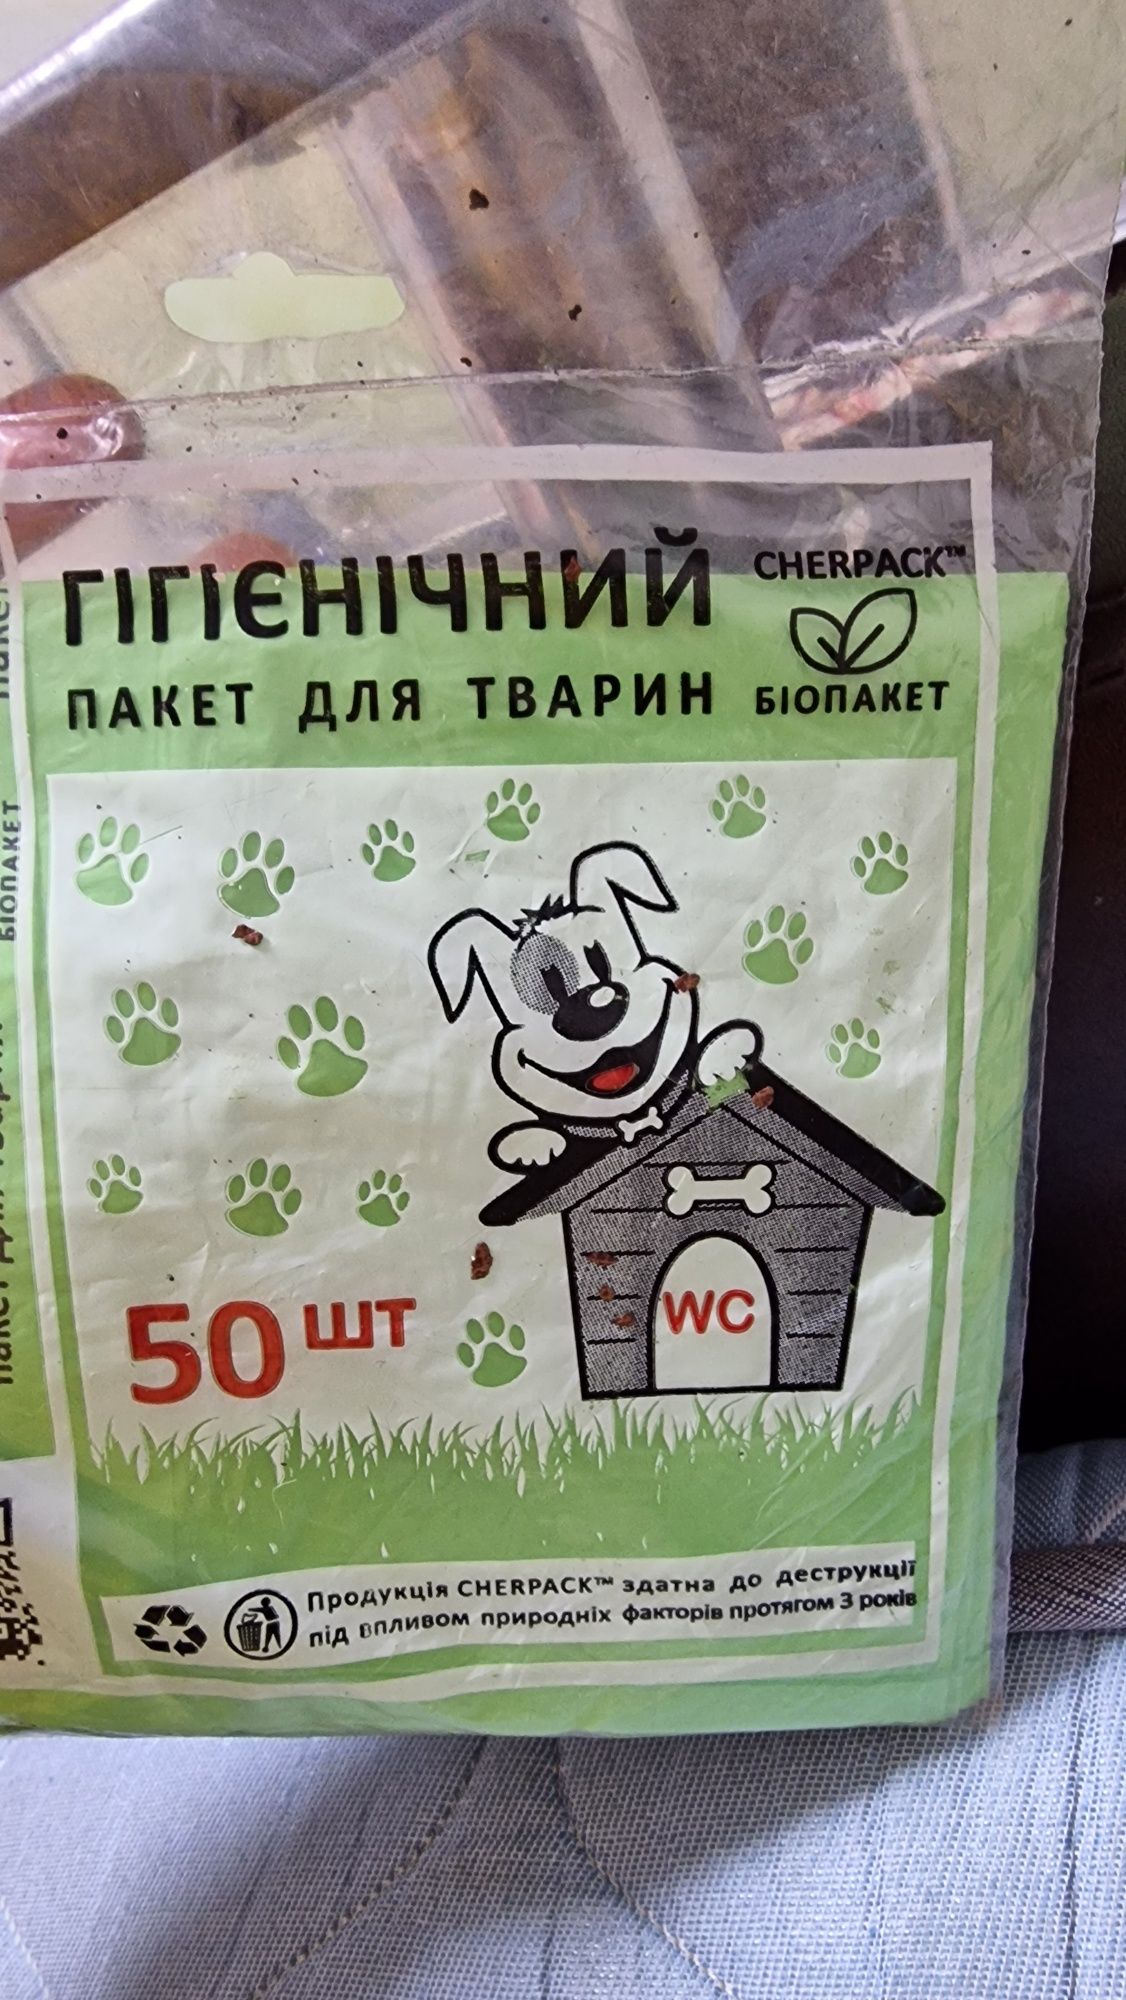 ГІГІЄНІЧНИЙ
ПАКЕТ ДЛЯ ТВАРИН
CHERPACK™
БІОПАКЕТ
50 ШТ
WC
Продукція CHERPACK™ здатна до деструкції
під впливом природніх факторів протягом 3 років
БІОПАКЕТ